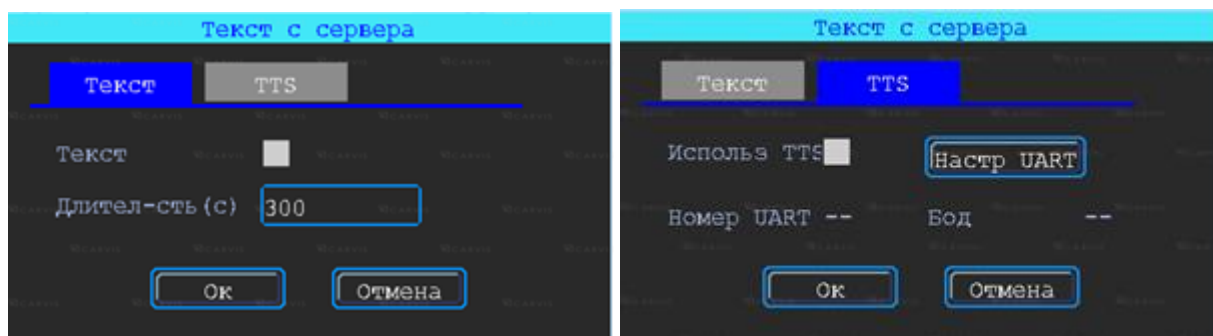 Текст с сервера
Текст TTS
Текст
Длител-сть(с) 300
Ок Отмена
Текст с сервера
Текст TTS
Использ TTS Настр UART
Номер UART -- Бод --
Ок Отмена